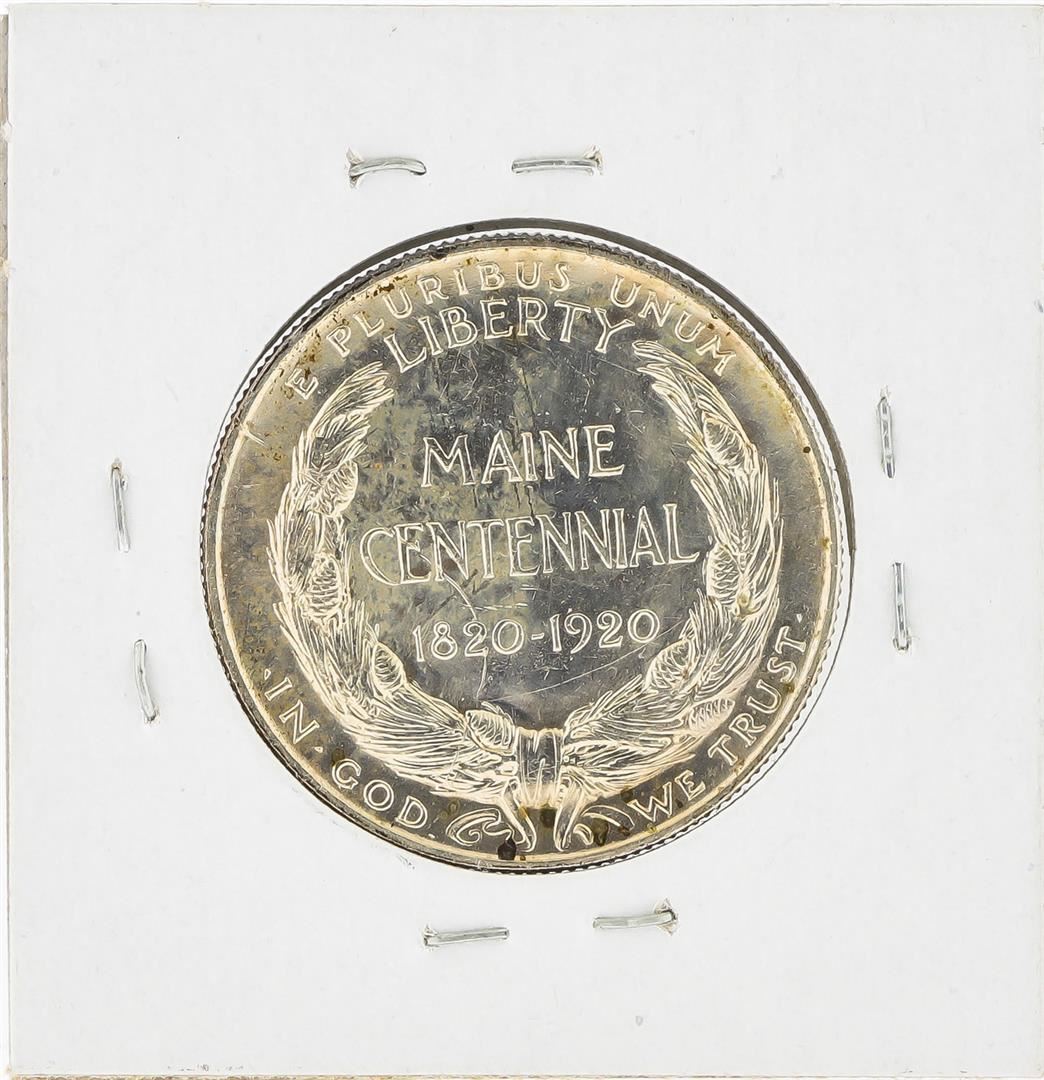 E PLURIBUS UNUM
LIBERTY
MAINE
CENTENNIAL
1820-1920
·IN·GOD·WE TRUST·